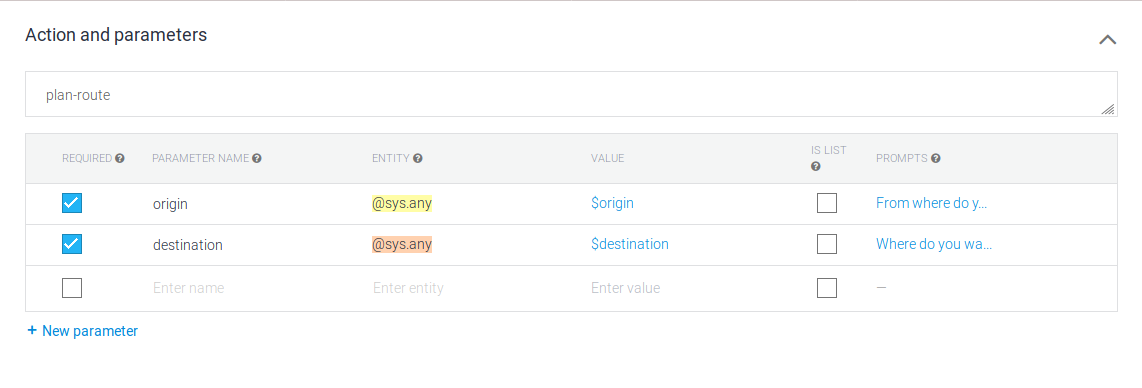 Action and parameters
plan-route
REQUIRED PARAMETER NAME ENTITY VALUE IS LIST PROMPTS
origin @sys.any $origin From where do y...
destination @sys.any $destination Where do you wa...
Enter name Enter entity Enter value —
+ New parameter